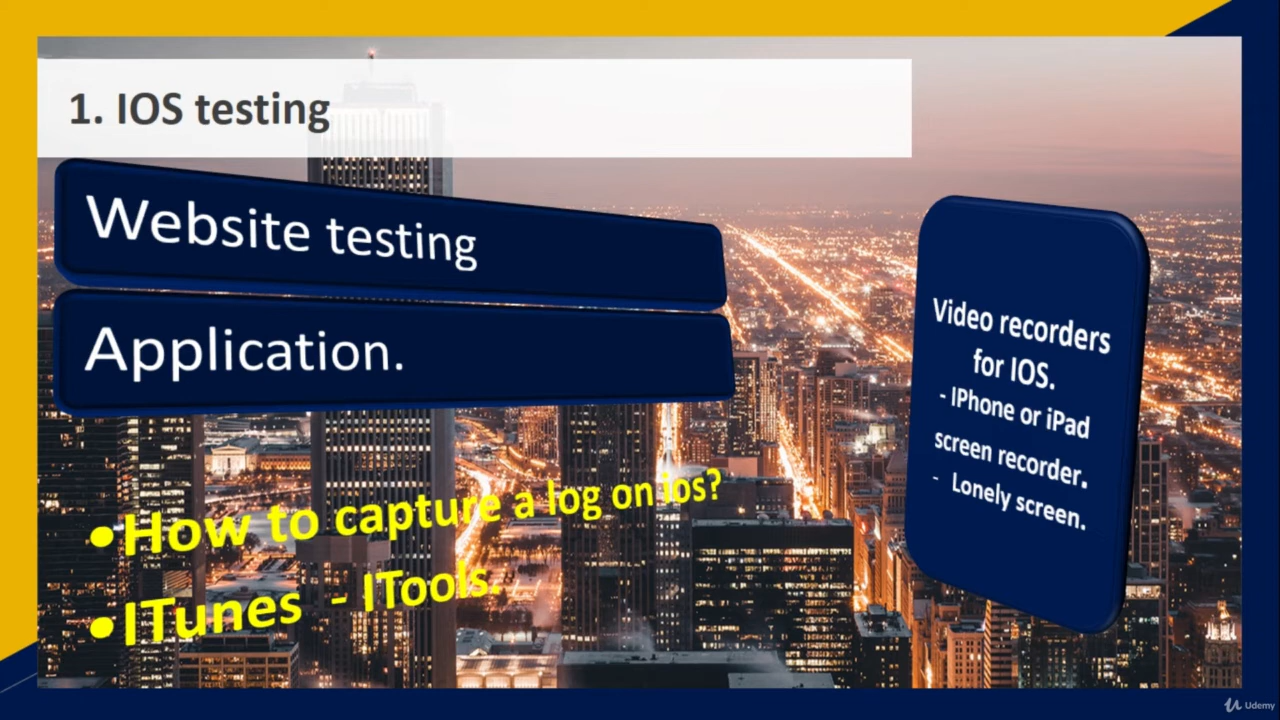 1. IOS testing
Website testing
Application.
•How to capture a log on ios?
•ITunes - ITools.
Video recorders
for IOS.
- IPhone or iPad
screen recorder.
- Lonely screen.
Udemy